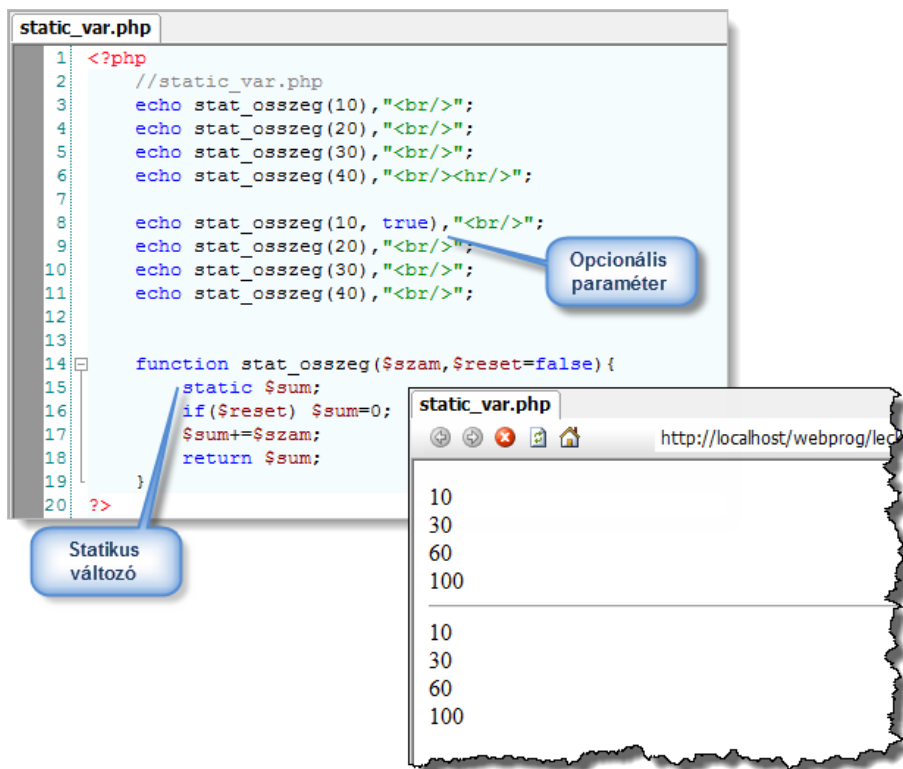 static_var.php
1 <?php
2 //static_var.php
3 echo stat_osszeg(10),"<br/>";
4 echo stat_osszeg(20),"<br/>";
5 echo stat_osszeg(30),"<br/>";
6 echo stat_osszeg(40),"<br/><hr/>";
7
8 echo stat_osszeg(10, true),"<br/>";
9 echo stat_osszeg(20),"<br/>";
10 echo stat_osszeg(30),"<br/>";
11 echo stat_osszeg(40),"<br/>";
12
13
14 function stat_osszeg($szam,$reset=false){
15 static $sum;
16 if($reset) $sum=0;
17 $sum+=$szam;
18 return $sum;
19 }
20 ?>
Opcionális
paraméter
Statikus
változó
static_var.php
http://localhost/webprog/lec
10
30
60
100
10
30
60
100